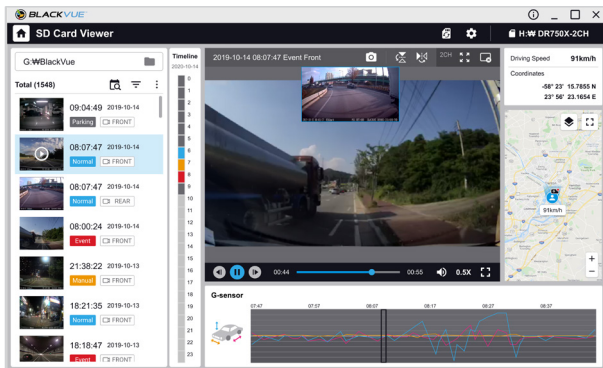 BLACKVUE
SD Card Viewer
H:₩ DR750X-2CH
G:₩BlackVue
Total (1548)
09:04:49 2019-10-14
Parking FRONT
08:07:47 2019-10-14
Normal FRONT
08:07:47 2019-10-14
Normal REAR
08:00:24 2019-10-14
Event FRONT
21:38:22 2019-10-13
Manual FRONT
18:21:35 2019-10-13
Normal FRONT
18:18:47 2019-10-13
Event FRONT
Timeline
2020-10-14
0
1
2
3
4
5
6
7
8
9
10
11
12
13
14
15
16
17
18
19
20
21
22
23
2019-10-14 08:07:47 Event Front
2CH
00:44
00:55
0.5X
Driving Speed 91km/h
Coordinates
-58° 23' 15.7855 N
23° 56' 23.1654 E
91km/h
+
−
G-sensor
07:47 07:57 08:07 08:17 08:27 08:37